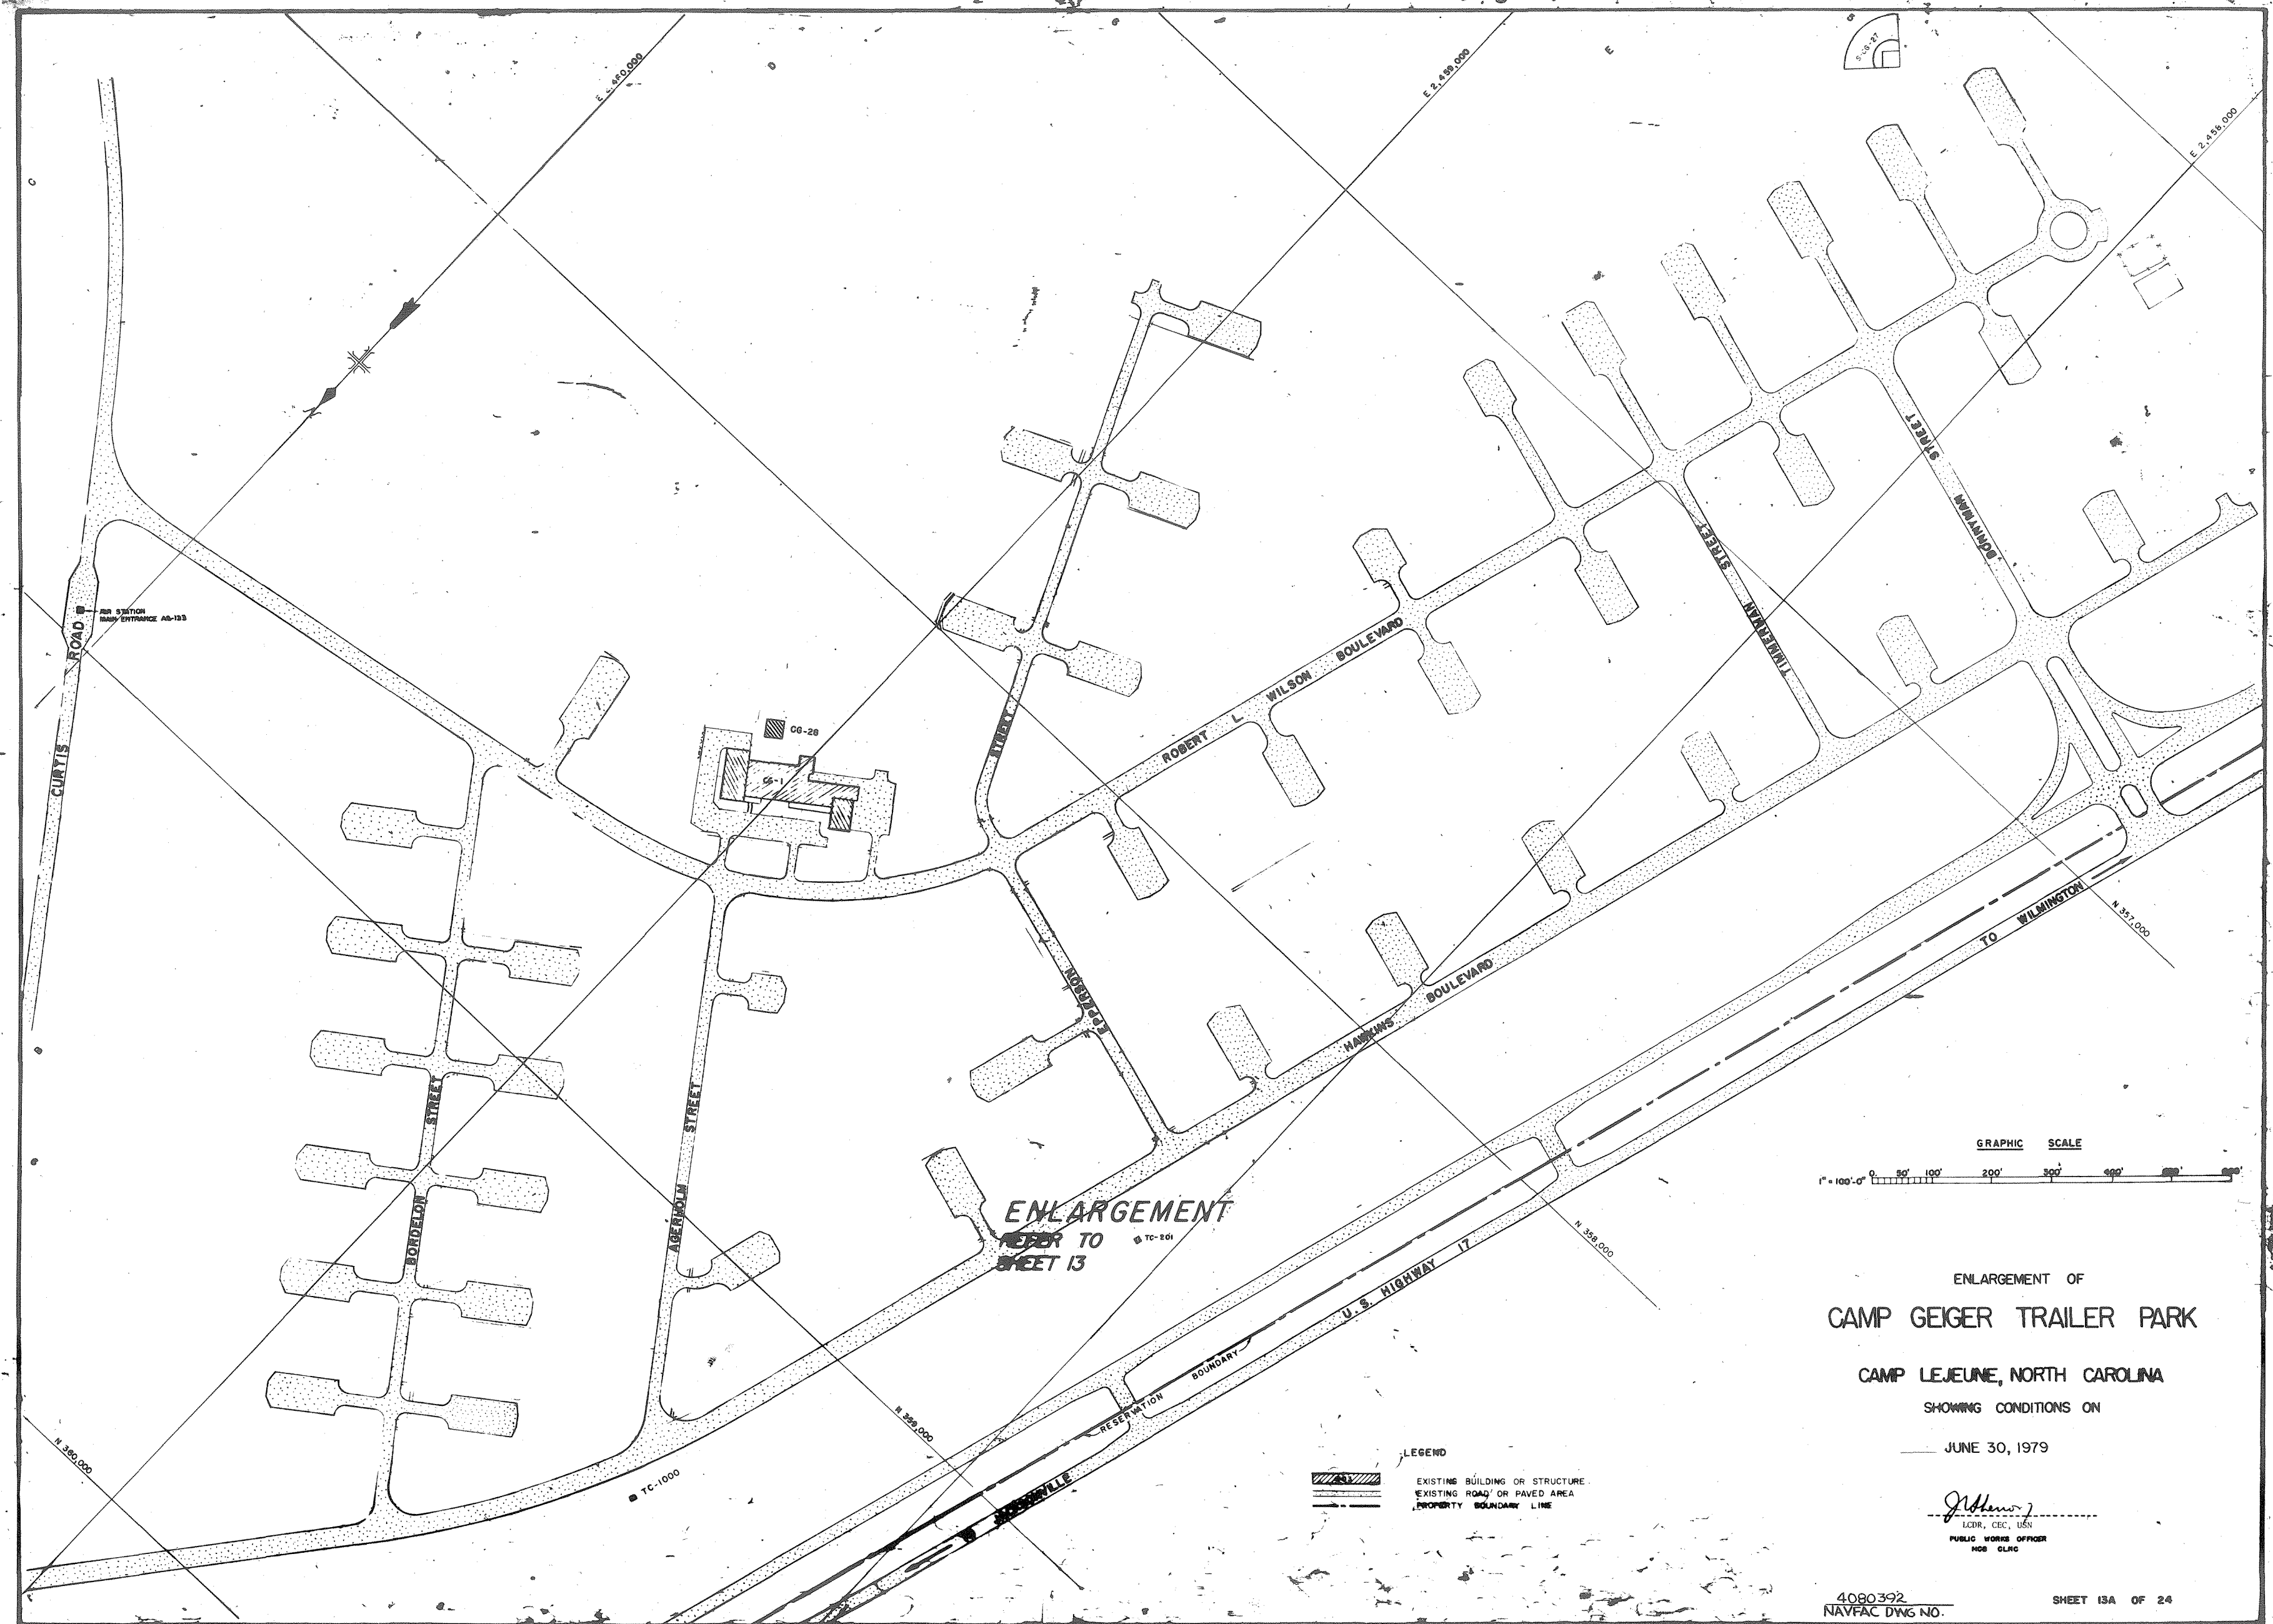 C
D
G
E
E 2,459,000
E 2,458,000
AIR STATION
MAIN ENTRANCE AS-133
CURTIS ROAD
CG-28
CG-1
STREET
EPPERSON
ROBERT L. WILSON BOULEVARD
TIMMERMAN STREET
BONNYMAN STREET
BORDELON STREET
AGERHOLM STREET
HAWKINS BOULEVARD
TO WILMINGTON
N 357,000
N 358,000
N 359,000
N 360,000
U.S. HIGHWAY 17
RESERVATION BOUNDARY
TC-1000
TC-201
ENLARGEMENT
REFER TO
SHEET 13
B
GRAPHIC SCALE
1" = 100'-0" 0 50' 100' 200' 300' 400'
LEGEND
EXISTING BUILDING OR STRUCTURE
EXISTING ROAD OR PAVED AREA
PROPERTY BOUNDARY LINE
ENLARGEMENT OF
CAMP GEIGER TRAILER PARK
CAMP LEJEUNE, NORTH CAROLINA
SHOWING CONDITIONS ON
JUNE 30, 1979
LCDR, CEC, USN
PUBLIC WORKS OFFICER
MCB CLNC
4080392
NAVFAC DWG NO.
SHEET 13A OF 24